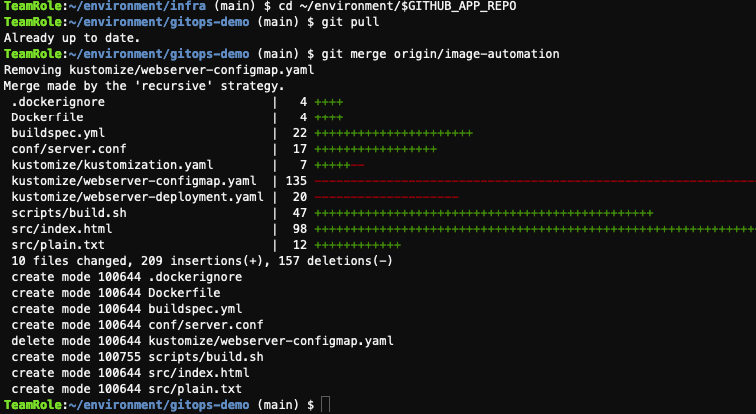 TeamRole:~/environment/infra (main) $ cd ~/environment/$GITHUB_APP_REPO
TeamRole:~/environment/gitops-demo (main) $ git pull
Already up to date.
TeamRole:~/environment/gitops-demo (main) $ git merge origin/image-automation
Removing kustomize/webserver-configmap.yaml
Merge made by the 'recursive' strategy.
 .dockerignore                       |   4 ++++
 Dockerfile                          |   4 ++++
 buildspec.yml                       |  22 ++++++++++++++++++++++
 conf/server.conf                    |  17 +++++++++++++++++
 kustomize/kustomization.yaml        |   7 +++++--
 kustomize/webserver-configmap.yaml  | 135 -------------------------------------------------------------
 kustomize/webserver-deployment.yaml |  20 --------------------
 scripts/build.sh                    |  47 +++++++++++++++++++++++++++++++++++++++++++++++
 src/index.html                      |  98 +++++++++++++++++++++++++++++++++++++++++++++++++++++++++++++
 src/plain.txt                       |  12 ++++++++++++
 10 files changed, 209 insertions(+), 157 deletions(-)
 create mode 100644 .dockerignore
 create mode 100644 Dockerfile
 create mode 100644 buildspec.yml
 create mode 100644 conf/server.conf
 delete mode 100644 kustomize/webserver-configmap.yaml
 create mode 100755 scripts/build.sh
 create mode 100644 src/index.html
 create mode 100644 src/plain.txt
TeamRole:~/environment/gitops-demo (main) $